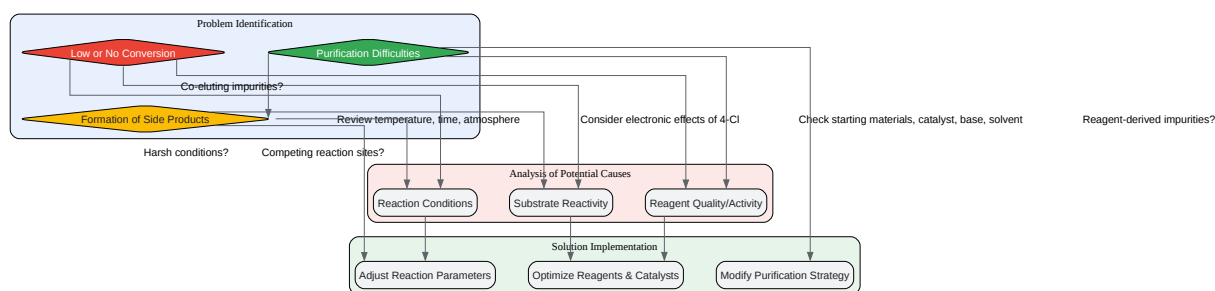 Problem Identification
Low or No Conversion
Purification Difficulties
Co-eluting impurities?
Formation of Side Products
Review temperature, time, atmosphere
Consider electronic effects of 4-Cl
Check starting materials, catalyst, base, solvent
Reagent-derived impurities?
Harsh conditions?
Competing reaction sites?
Analysis of Potential Causes
Reaction Conditions
Substrate Reactivity
Reagent Quality/Activity
Solution Implementation
Adjust Reaction Parameters
Optimize Reagents & Catalysts
Modify Purification Strategy